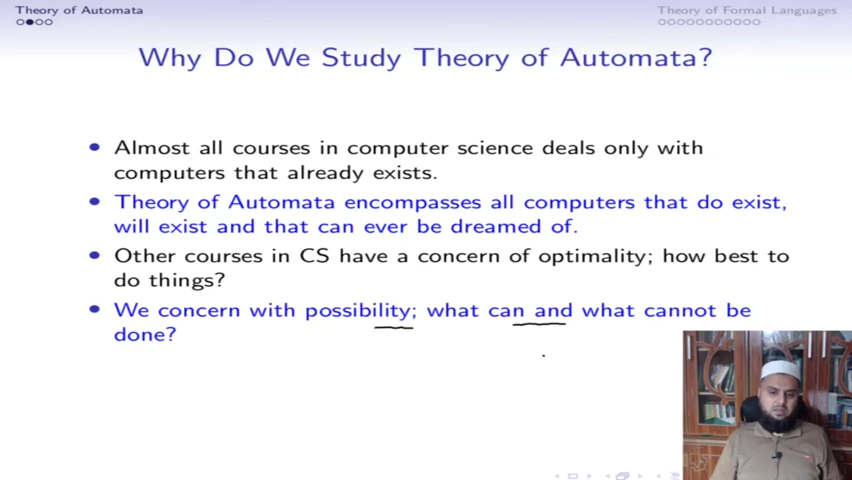 Theory of Automata
Theory of Formal Languages
Why Do We Study Theory of Automata?
Almost all courses in computer science deals only with
computers that already exists.
Theory of Automata encompasses all computers that do exist,
will exist and that can ever be dreamed of.
Other courses in CS have a concern of optimality; how best to
do things?
We concern with possibility; what can and what cannot be
done?